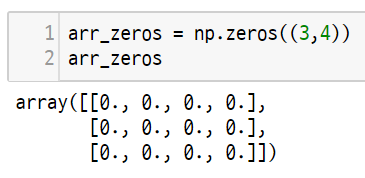 1 arr_zeros = np.zeros((3,4))
2 arr_zeros
array([[0., 0., 0., 0.],
       [0., 0., 0., 0.],
       [0., 0., 0., 0.]])